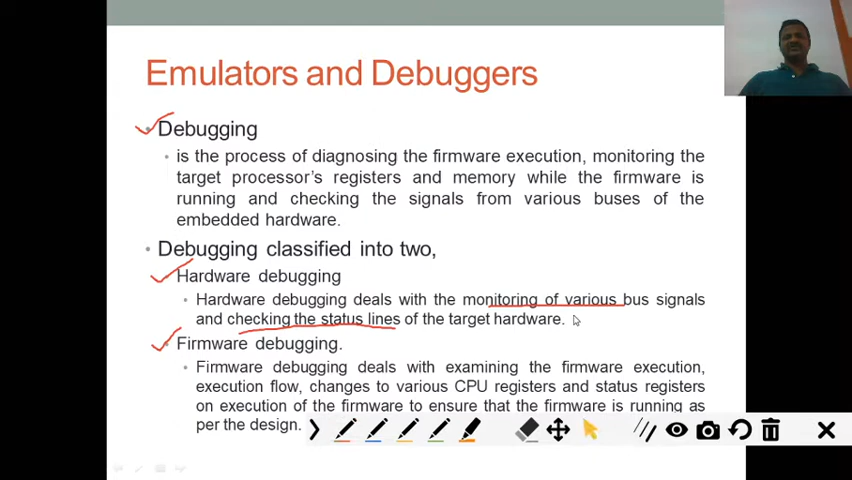 Emulators and Debuggers
• Debugging
• is the process of diagnosing the firmware execution, monitoring the
target processor's registers and memory while the firmware is
running and checking the signals from various buses of the
embedded hardware.
• Debugging classified into two,
Hardware debugging
• Hardware debugging deals with the monitoring of various bus signals
and checking the status lines of the target hardware.
• Firmware debugging.
• Firmware debugging deals with examining the firmware execution,
execution flow, changes to various CPU registers and status registers
on execution of the firmware to ensure that the firmware is running as
per the design.